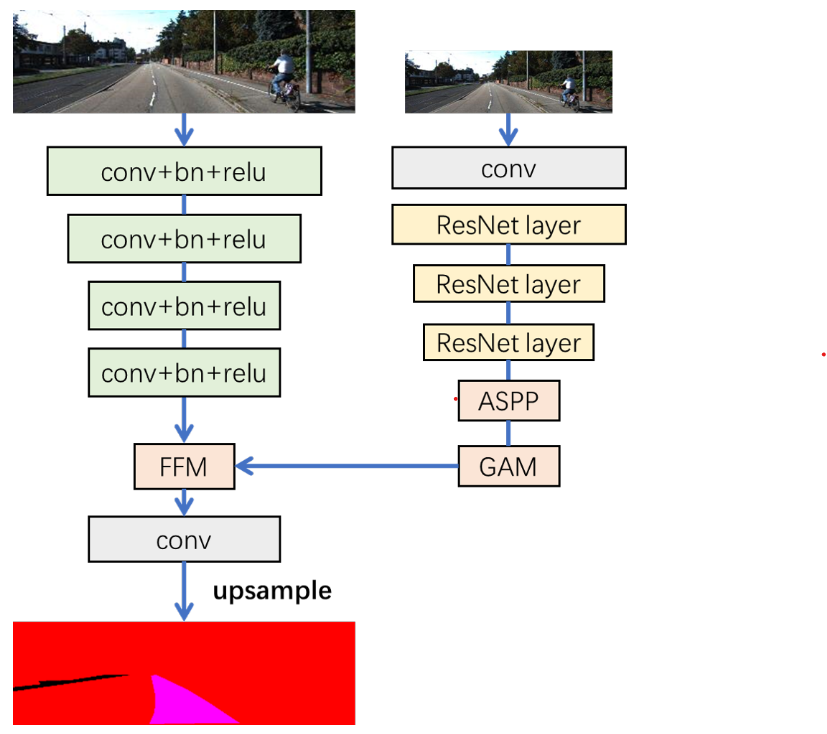 conv+bn+relu
conv+bn+relu
conv+bn+relu
conv+bn+relu
FFM
conv
upsample
conv
ResNet layer
ResNet layer
ResNet layer
ASPP
GAM